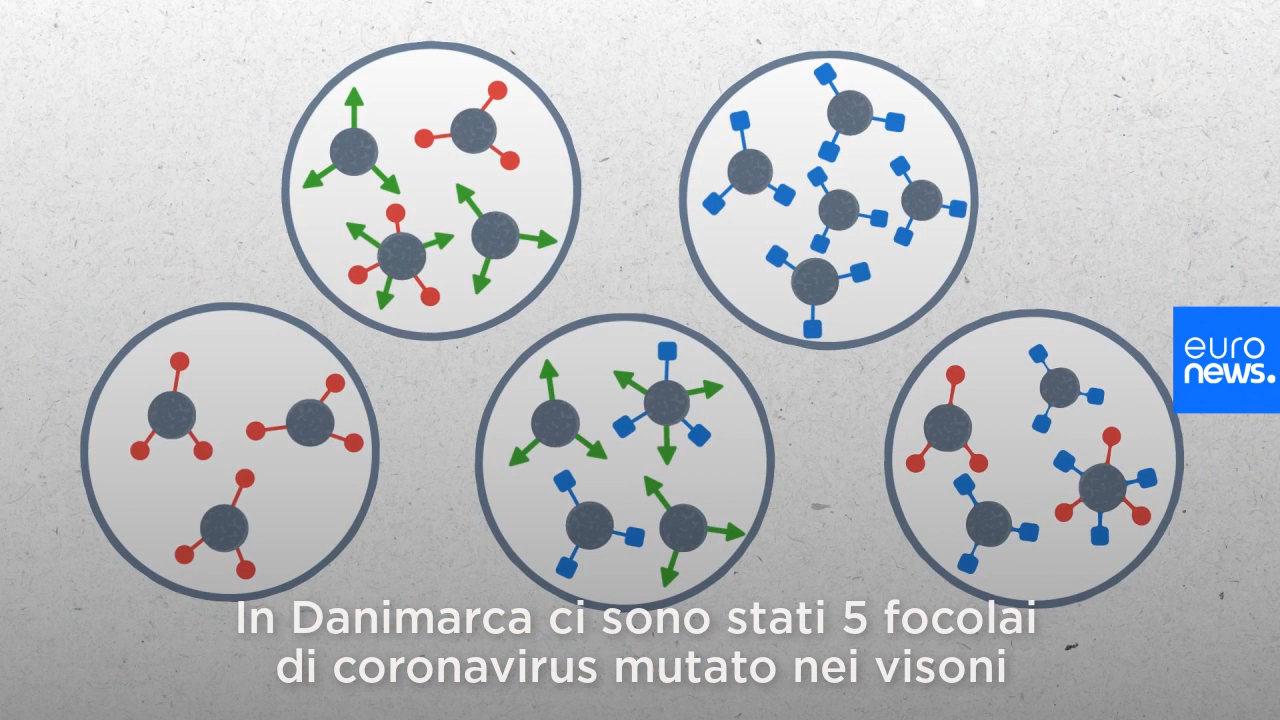 euro
news.
In Danimarca ci sono stati 5 focolai
di coronavirus mutato nei visoni